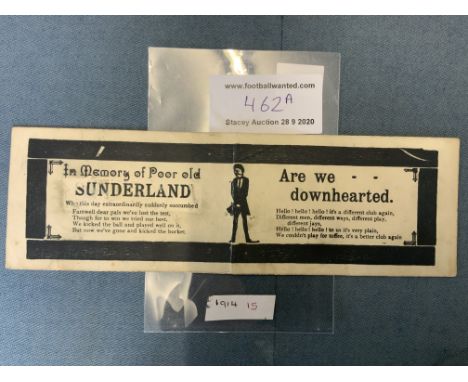 www.footballwanted.com
462A
Stacey Auction 28 9 2020
In Memory of Poor old
SUNDERLAND
Who this day extraordinarily suddenly succumbed
Farewell dear pals we've lost the test,
Though for to win we tried our best,
We kicked the ball and played well on it,
But now we've gone and kicked the bucket.
Are we - -
downhearted.
Hello! hello! hello! it's a different club again,
Different men, different ways, different play,
different jays,
Hello! hello! hello! to us it's very plain,
We couldn't play for toffee, it's a better club again
1914 15